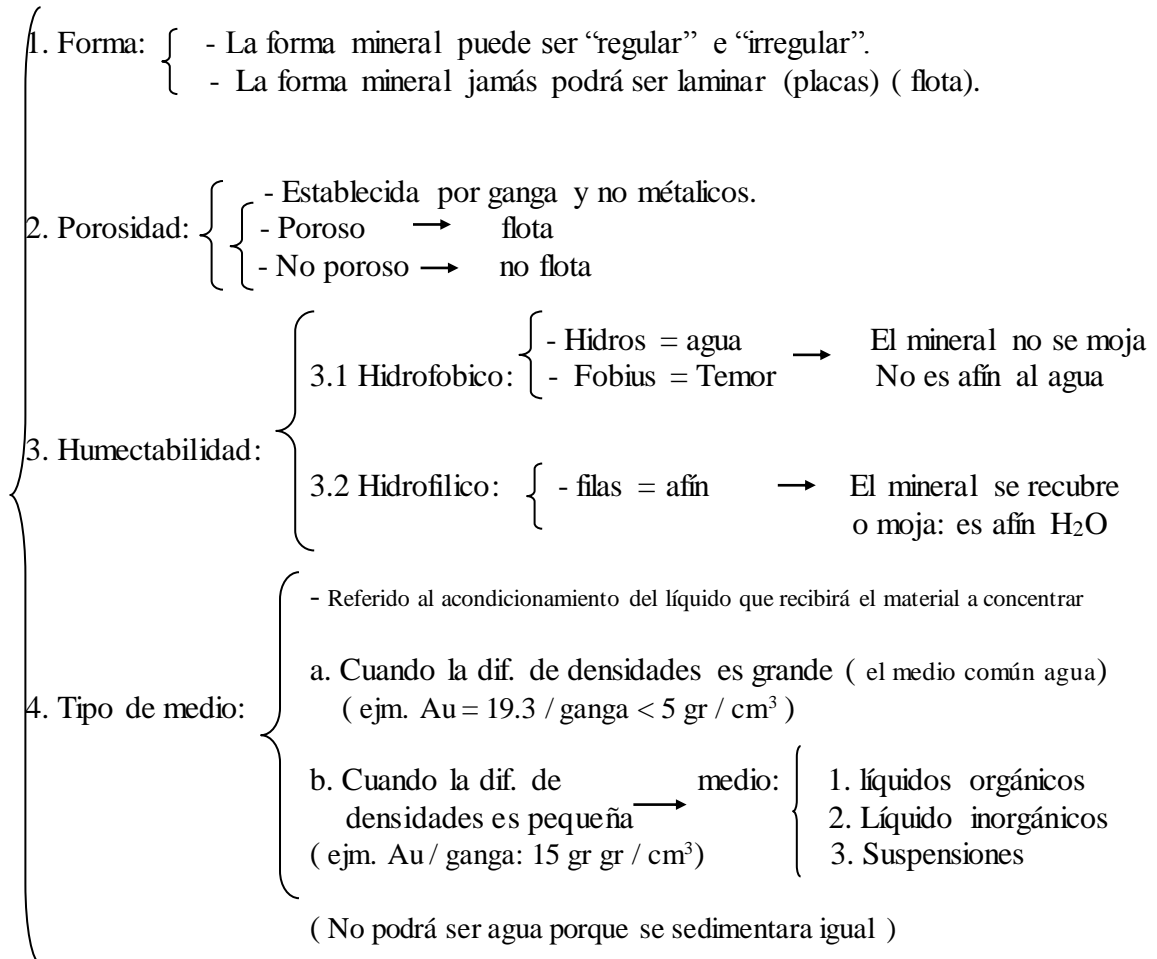 1. Forma: - La forma mineral puede ser “regular” e “irregular”.
- La forma mineral jamás podrá ser laminar (placas) ( flota).
- Establecida por ganga y no métalicos.
2. Porosidad: - Poroso → flota
- No poroso → no flota
- Hidros = agua → El mineral no se moja
3.1 Hidrofobico: - Fobius = Temor No es afín al agua
3. Humectabilidad:
3.2 Hidrofilico: - filas = afín → El mineral se recubre
o moja: es afín H₂O
- Referido al acondicionamiento del líquido que recibirá el material a concentrar
a. Cuando la dif. de densidades es grande ( el medio común agua)
4. Tipo de medio: ( ejm. Au = 19.3 / ganga < 5 gr / cm³ )
b. Cuando la dif. de → medio: 1. líquidos orgánicos
densidades es pequeña 2. Líquido inorgánicos
( ejm. Au / ganga: 15 gr gr / cm³) 3. Suspensiones
( No podrá ser agua porque se sedimentara igual )